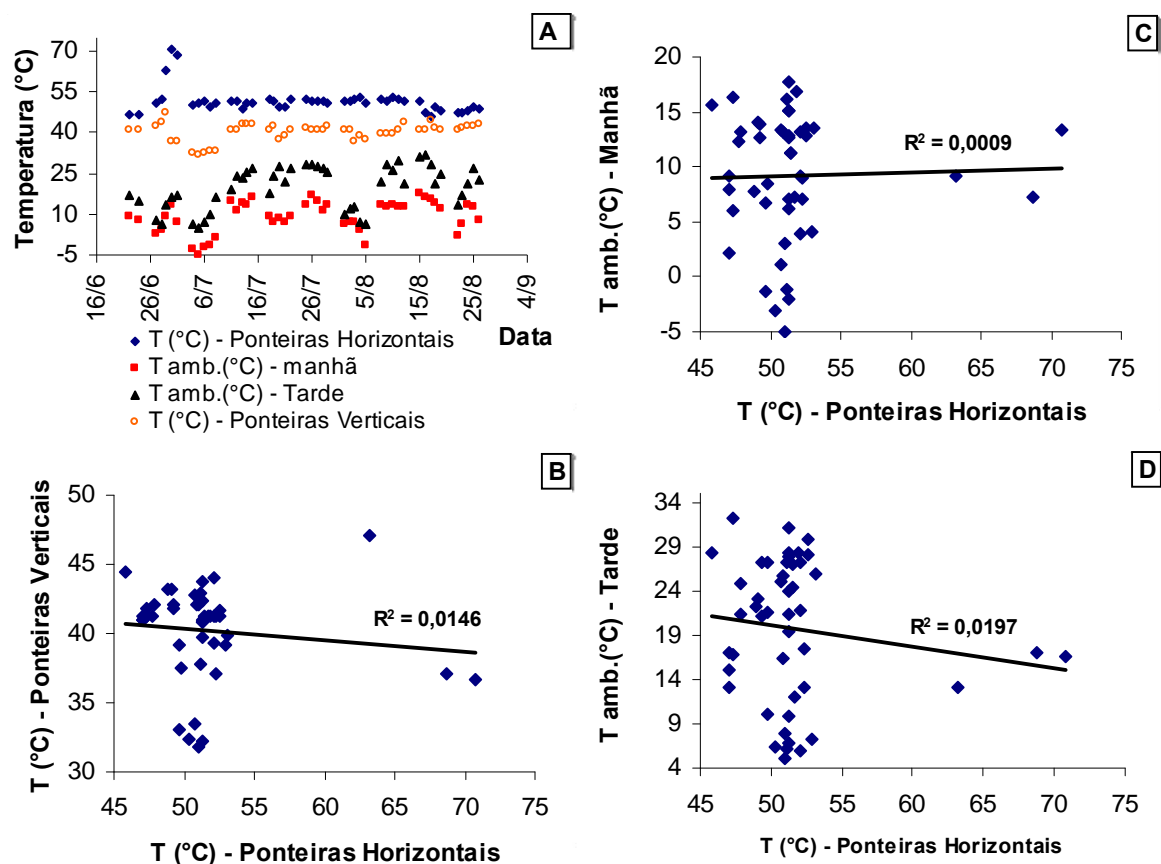 A
Temperatura (°C)
70
55
40
25
10
-5
16/6
26/6
6/7
16/7
26/7
5/8
15/8
25/8
4/9
Data
T (°C) - Ponteiras Horizontais
T amb.(°C) - manhã
T amb.(°C) - Tarde
T (°C) - Ponteiras Verticais
C
T amb.(°C) - Manhã
20
15
10
5
0
-5
R² = 0,0009
45 50 55 60 65 70 75
T (°C) - Ponteiras Horizontais
B
T (°C) - Ponteiras Verticais
50
45
40
35
30
R² = 0,0146
45 50 55 60 65 70 75
T (°C) - Ponteiras Horizontais
D
T amb.(°C) - Tarde
34
29
24
19
14
9
4
R² = 0,0197
45 50 55 60 65 70 75
T (°C) - Ponteiras Horizontais